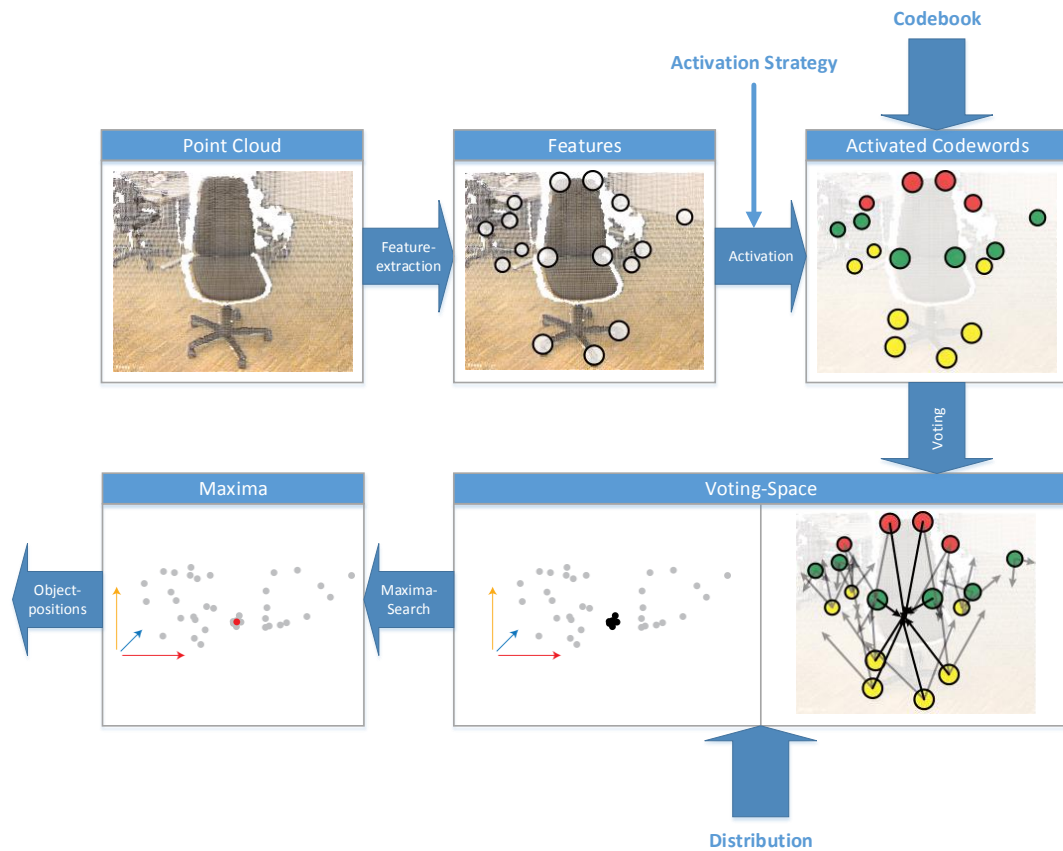 Codebook
Activation Strategy
Point Cloud
Features
Activated Codewords
Feature-
extraction
Activation
Voting
Maxima
Voting-Space
Object-
positions
Maxima-
Search
Distribution